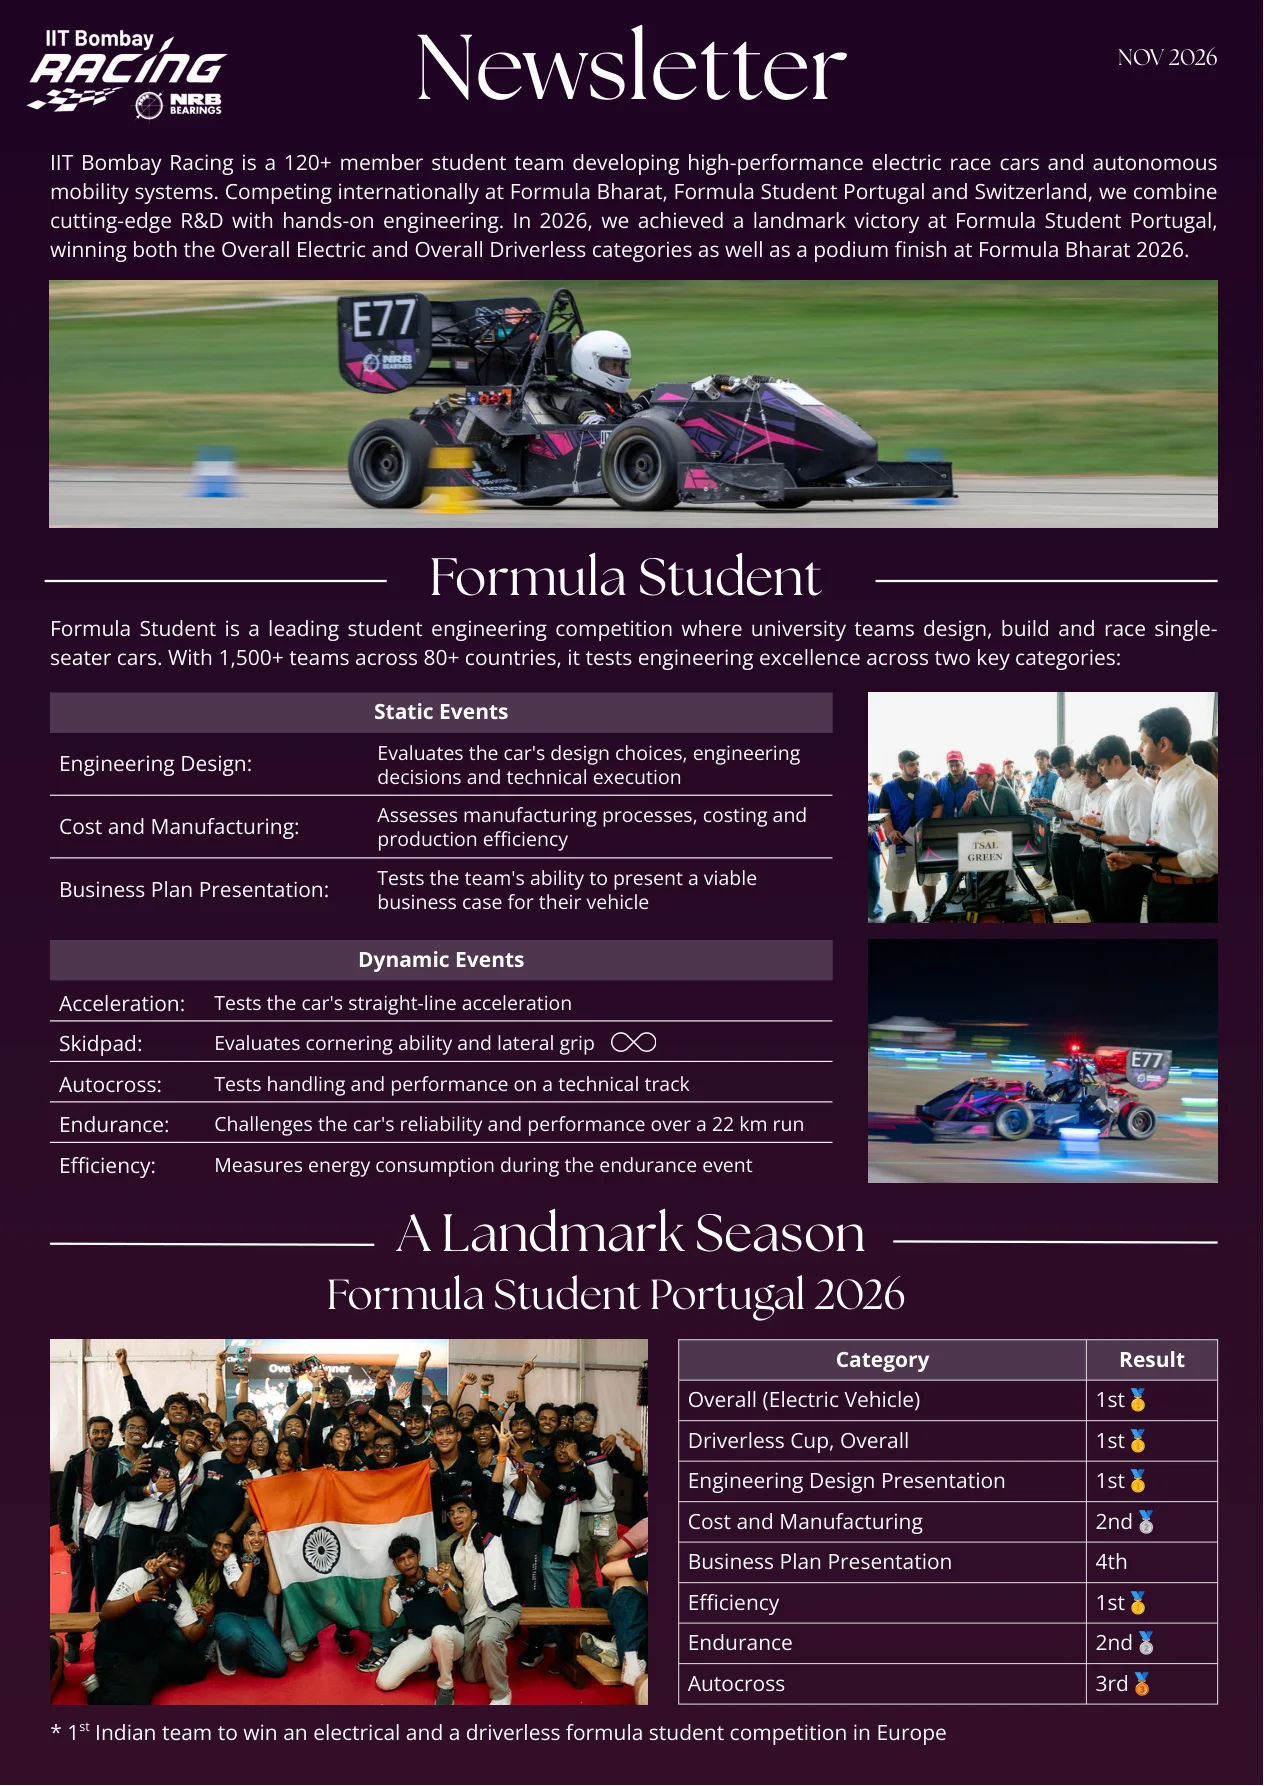 IIT Bombay
RACING
NRB
BEARINGS
Newsletter
NOV 2026
IIT Bombay Racing is a 120+ member student team developing high-performance electric race cars and autonomous
mobility systems. Competing internationally at Formula Bharat, Formula Student Portugal and Switzerland, we combine
cutting-edge R&D with hands-on engineering. In 2026, we achieved a landmark victory at Formula Student Portugal,
winning both the Overall Electric and Overall Driverless categories as well as a podium finish at Formula Bharat 2026.
E77
NRB
BEARINGS
Formula Student
Formula Student is a leading student engineering competition where university teams design, build and race single-
seater cars. With 1,500+ teams across 80+ countries, it tests engineering excellence across two key categories:
Static Events
Engineering Design: Evaluates the car's design choices, engineering
decisions and technical execution
Cost and Manufacturing: Assesses manufacturing processes, costing and
production efficiency
Business Plan Presentation: Tests the team's ability to present a viable
business case for their vehicle
TSAL
GREEN
Dynamic Events
Acceleration: Tests the car's straight-line acceleration
Skidpad: Evaluates cornering ability and lateral grip
Autocross: Tests handling and performance on a technical track
Endurance: Challenges the car's reliability and performance over a 22 km run
Efficiency: Measures energy consumption during the endurance event
E77
A Landmark Season
Formula Student Portugal 2026
Category Result
Overall (Electric Vehicle) 1st🥇
Driverless Cup, Overall 1st🥇
Engineering Design Presentation 1st🥇
Cost and Manufacturing 2nd🥈
Business Plan Presentation 4th
Efficiency 1st🥇
Endurance 2nd🥈
Autocross 3rd🥉
* 1st Indian team to win an electrical and a driverless formula student competition in Europe